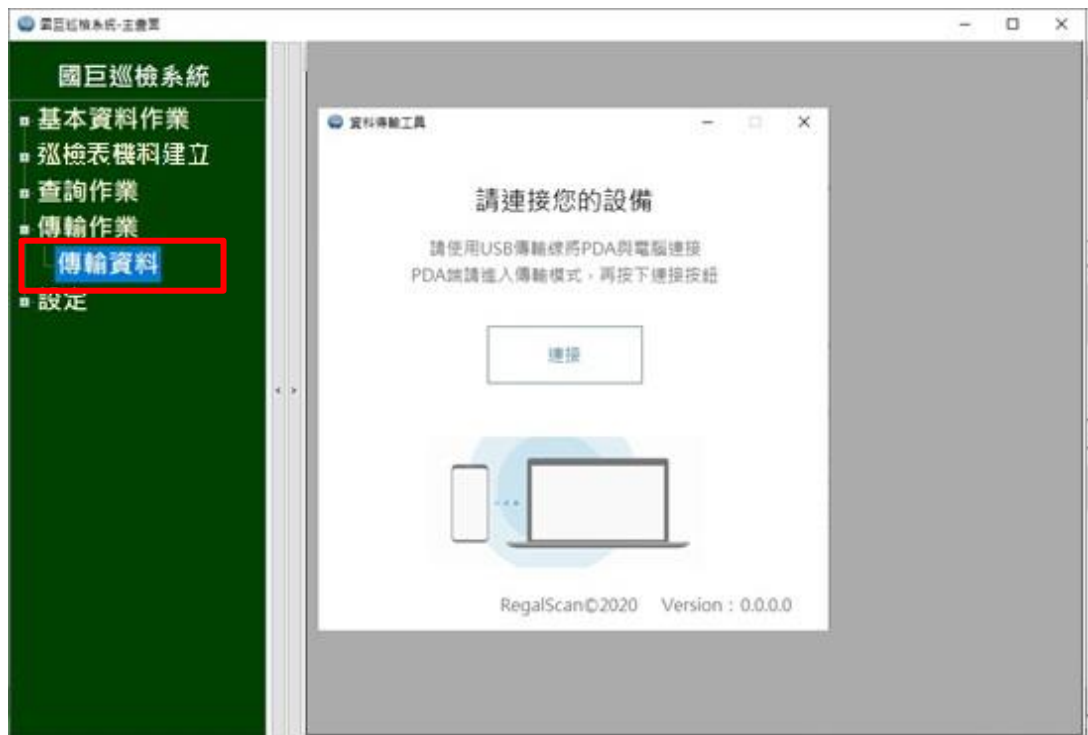 國巨巡檢系統-主畫面
國巨巡檢系統
基本資料作業
巡檢表機料建立
查詢作業
傳輸作業
傳輸資料
設定
資料傳輸工具
請連接您的設備
請使用USB傳輸線將PDA與電腦連接
PDA端請進入傳輸模式，再按下連接按鈕
連接
RegalScan©2020 Version : 0.0.0.0